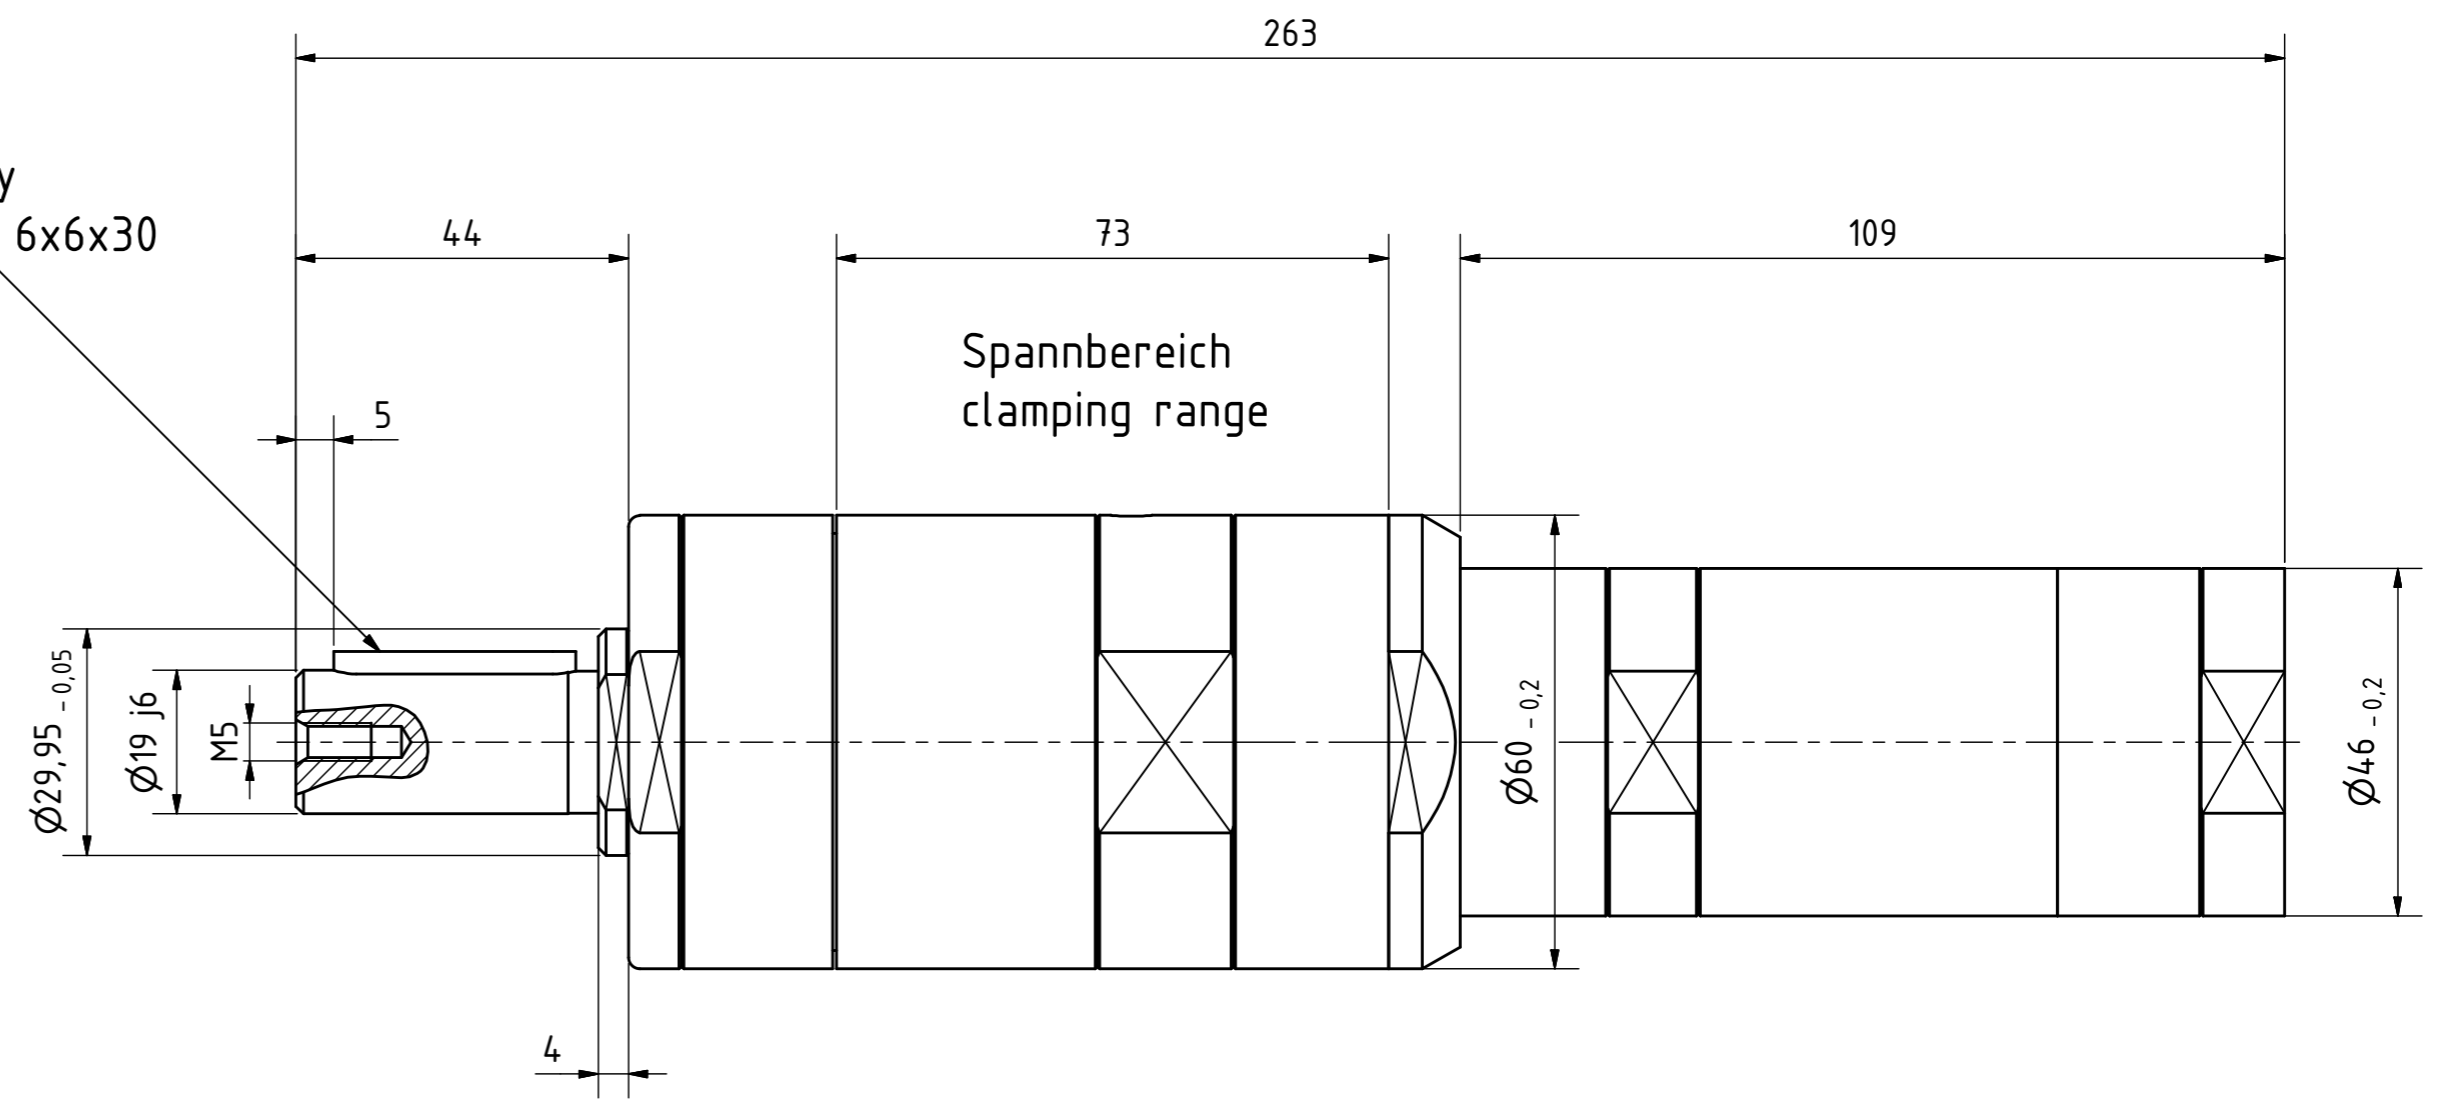 263
y
6x6x30
44
73
109
Spannbereich
clamping range
5
Ø29,95 -0,05
Ø19 j6
M5
Ø60 -0,2
Ø46 -0,2
4